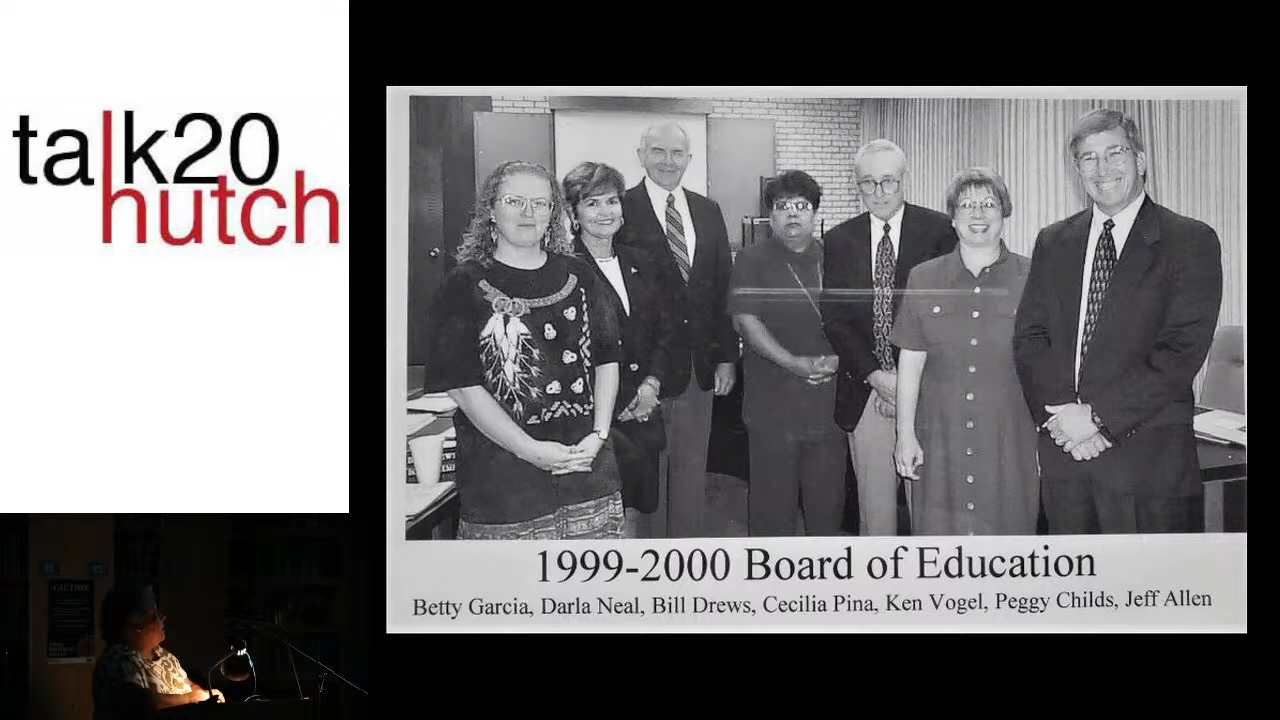 talk20
hutch
1999-2000 Board of Education
Betty Garcia, Darla Neal, Bill Drews, Cecilia Pina, Ken Vogel, Peggy Childs, Jeff Allen
CAUTION